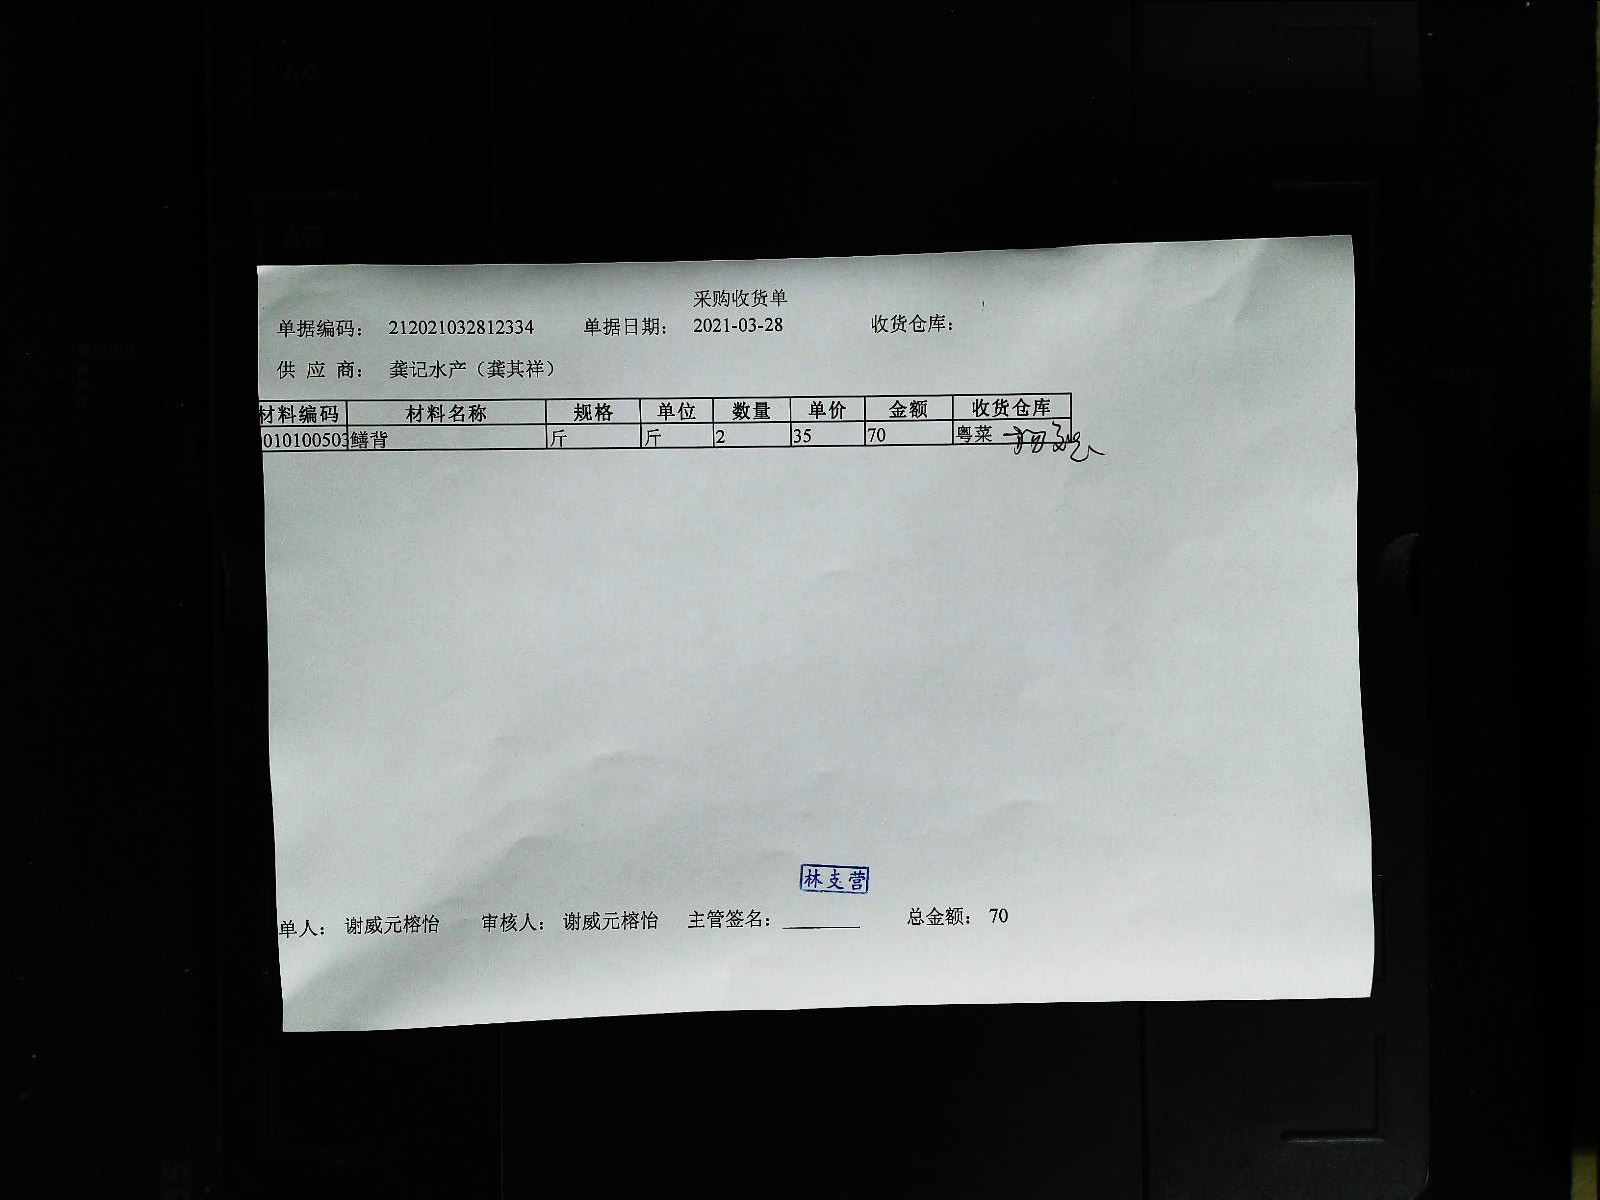 采购收货单
单据编码： 212021032812334 单据日期： 2021-03-28 收货仓库：
供 应 商： 龚记水产（龚其祥）
材料编码 材料名称 规格 单位 数量 单价 金额 收货仓库
010100503 鳝背 斤 斤 2 35 70 粤菜
林支营
单人： 谢威元榕怡 审核人： 谢威元榕怡 主管签名：________ 总金额： 70